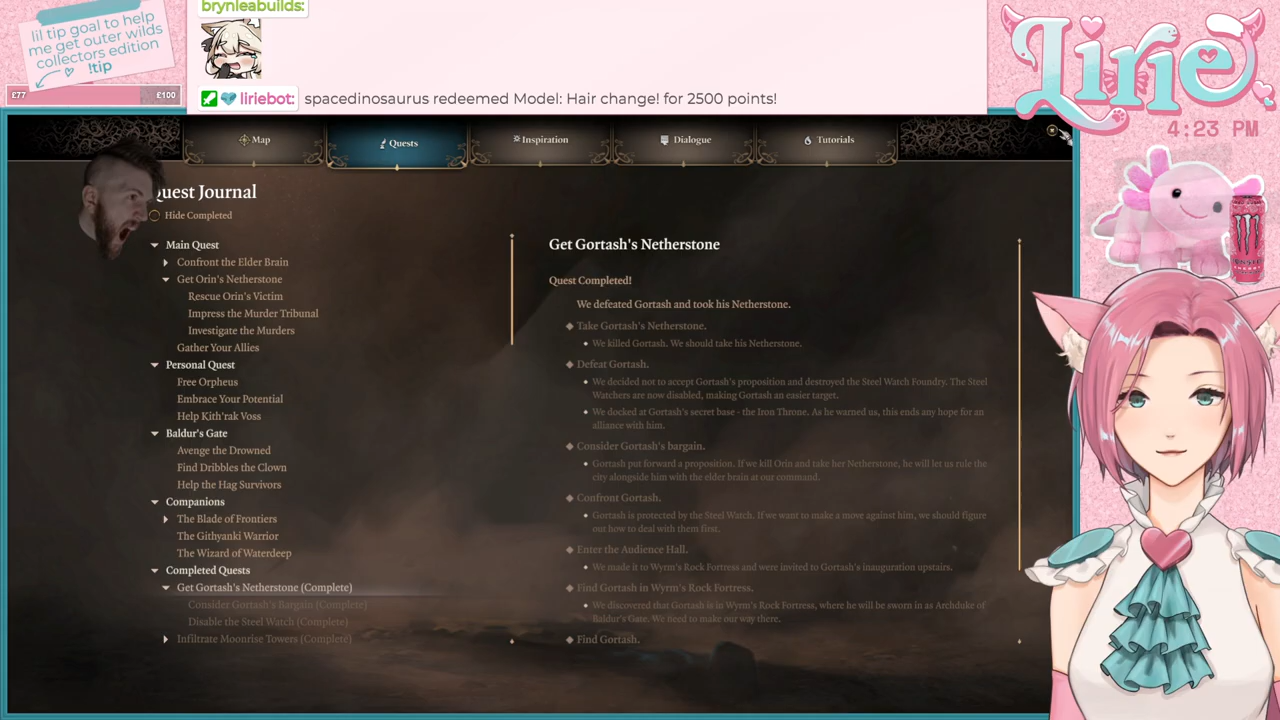 lil tip goal to help
me get outer wilds
collectors edition
!tip
£77
£100
brynleabuilds:
liriebot: spacedinosaurus redeemed Model: Hair change! for 2500 points!
Lirie
4:23 PM
Map
Quests
Inspiration
Dialogue
Tutorials
Quest Journal
Hide Completed
Main Quest
Confront the Elder Brain
Get Orin's Netherstone
Rescue Orin's Victim
Impress the Murder Tribunal
Investigate the Murders
Gather Your Allies
Personal Quest
Free Orpheus
Embrace Your Potential
Help Kith'rak Voss
Baldur's Gate
Avenge the Drowned
Find Dribbles the Clown
Help the Hag Survivors
Companions
The Blade of Frontiers
The Githyanki Warrior
The Wizard of Waterdeep
Completed Quests
Get Gortash's Netherstone (Complete)
Consider Gortash's Bargain (Complete)
Disable the Steel Watch (Complete)
Infiltrate Moonrise Towers (Complete)
Get Gortash's Netherstone
Quest Completed!
We defeated Gortash and took his Netherstone.
Take Gortash's Netherstone.
We killed Gortash. We should take his Netherstone.
Defeat Gortash.
We decided not to accept Gortash's proposition and destroyed the Steel Watch Foundry. The Steel
Watchers are now disabled, making Gortash an easier target.
We docked at Gortash's secret base - the Iron Throne. As he warned us, this ends any hope for an
alliance with him.
Consider Gortash's bargain.
Gortash put forward a proposition. If we kill Orin and take her Netherstone, he will let us rule the
city alongside him with the elder brain at our command.
Confront Gortash.
Gortash is protected by the Steel Watch. If we want to make a move against him, we should figure
out how to deal with them first.
Enter the Audience Hall.
We made it to Wyrm's Rock Fortress and were invited to Gortash's inauguration upstairs.
Find Gortash in Wyrm's Rock Fortress.
We discovered that Gortash is in Wyrm's Rock Fortress, where he will be sworn in as Archduke of
Baldur's Gate. We need to make our way there.
Find Gortash.